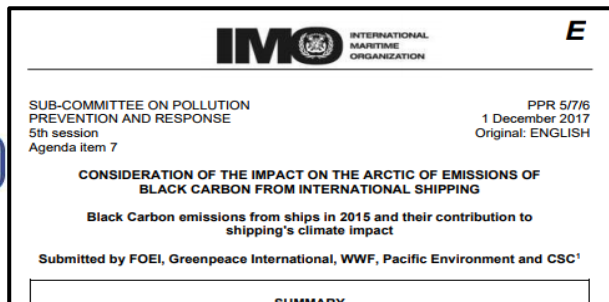 IMO
INTERNATIONAL
MARITIME
ORGANIZATION
E
SUB-COMMITTEE ON POLLUTION
PREVENTION AND RESPONSE
5th session
Agenda item 7
PPR 5/7/6
1 December 2017
Original: ENGLISH
CONSIDERATION OF THE IMPACT ON THE ARCTIC OF EMISSIONS OF
BLACK CARBON FROM INTERNATIONAL SHIPPING
Black Carbon emissions from ships in 2015 and their contribution to
shipping's climate impact
Submitted by FOEI, Greenpeace International, WWF, Pacific Environment and CSC¹
SUMMARY